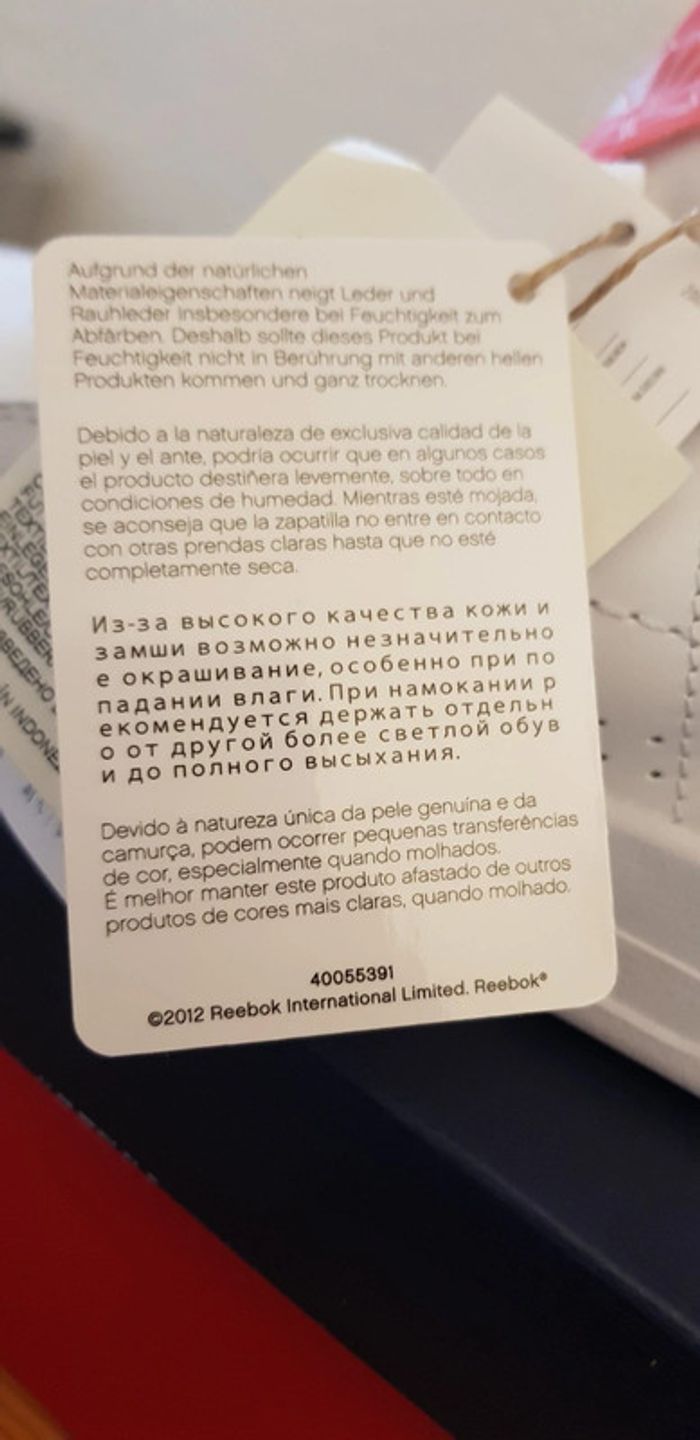 Aufgrund der natürlichen
Materialeigenschaften neigt Leder und
Rauhleder insbesondere bei Feuchtigkeit zum
Abfärben. Deshalb sollte dieses Produkt bei
Feuchtigkeit nicht in Berührung mit anderen hellen
Produkten kommen und ganz trocknen.
Debido a la naturaleza de exclusiva calidad de la
piel y el ante, podría ocurrir que en algunos casos
el producto destiñera levemente, sobre todo en
condiciones de humedad. Mientras esté mojada,
se aconseja que la zapatilla no entre en contacto
con otras prendas claras hasta que no esté
completamente seca.
Из-за высокого качества кожи и
замши возможно незначительно
е окрашивание, особенно при по
падании влаги. При намокании р
екомендуется держать отдельн
о от другой более светлой обув
и до полного высыхания.
Devido à natureza única da pele genuína e da
camurça, podem ocorrer pequenas transferências
de cor, especialmente quando molhados.
É melhor manter este produto afastado de outros
produtos de cores mais claras, quando molhado.
40055391
©2012 Reebok International Limited. Reebok®